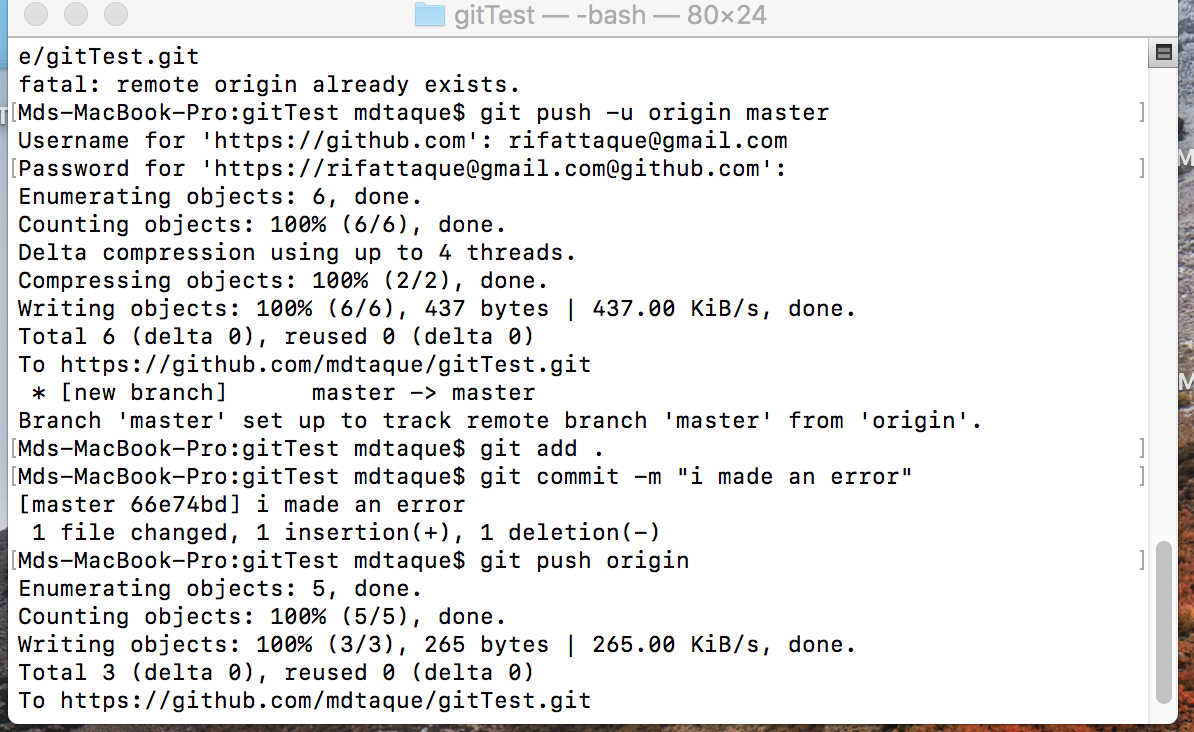 gitTest — -bash — 80×24
e/gitTest.git
fatal: remote origin already exists.
[Mds-MacBook-Pro:gitTest mdtaque$ git push -u origin master ]
Username for 'https://github.com': rifattaque@gmail.com
[Password for 'https://rifattaque@gmail.com@github.com': ]
Enumerating objects: 6, done.
Counting objects: 100% (6/6), done.
Delta compression using up to 4 threads.
Compressing objects: 100% (2/2), done.
Writing objects: 100% (6/6), 437 bytes | 437.00 KiB/s, done.
Total 6 (delta 0), reused 0 (delta 0)
To https://github.com/mdtaque/gitTest.git
 * [new branch]      master -> master
Branch 'master' set up to track remote branch 'master' from 'origin'.
[Mds-MacBook-Pro:gitTest mdtaque$ git add . ]
[Mds-MacBook-Pro:gitTest mdtaque$ git commit -m "i made an error" ]
[master 66e74bd] i made an error
 1 file changed, 1 insertion(+), 1 deletion(-)
[Mds-MacBook-Pro:gitTest mdtaque$ git push origin ]
Enumerating objects: 5, done.
Counting objects: 100% (5/5), done.
Writing objects: 100% (3/3), 265 bytes | 265.00 KiB/s, done.
Total 3 (delta 0), reused 0 (delta 0)
To https://github.com/mdtaque/gitTest.git